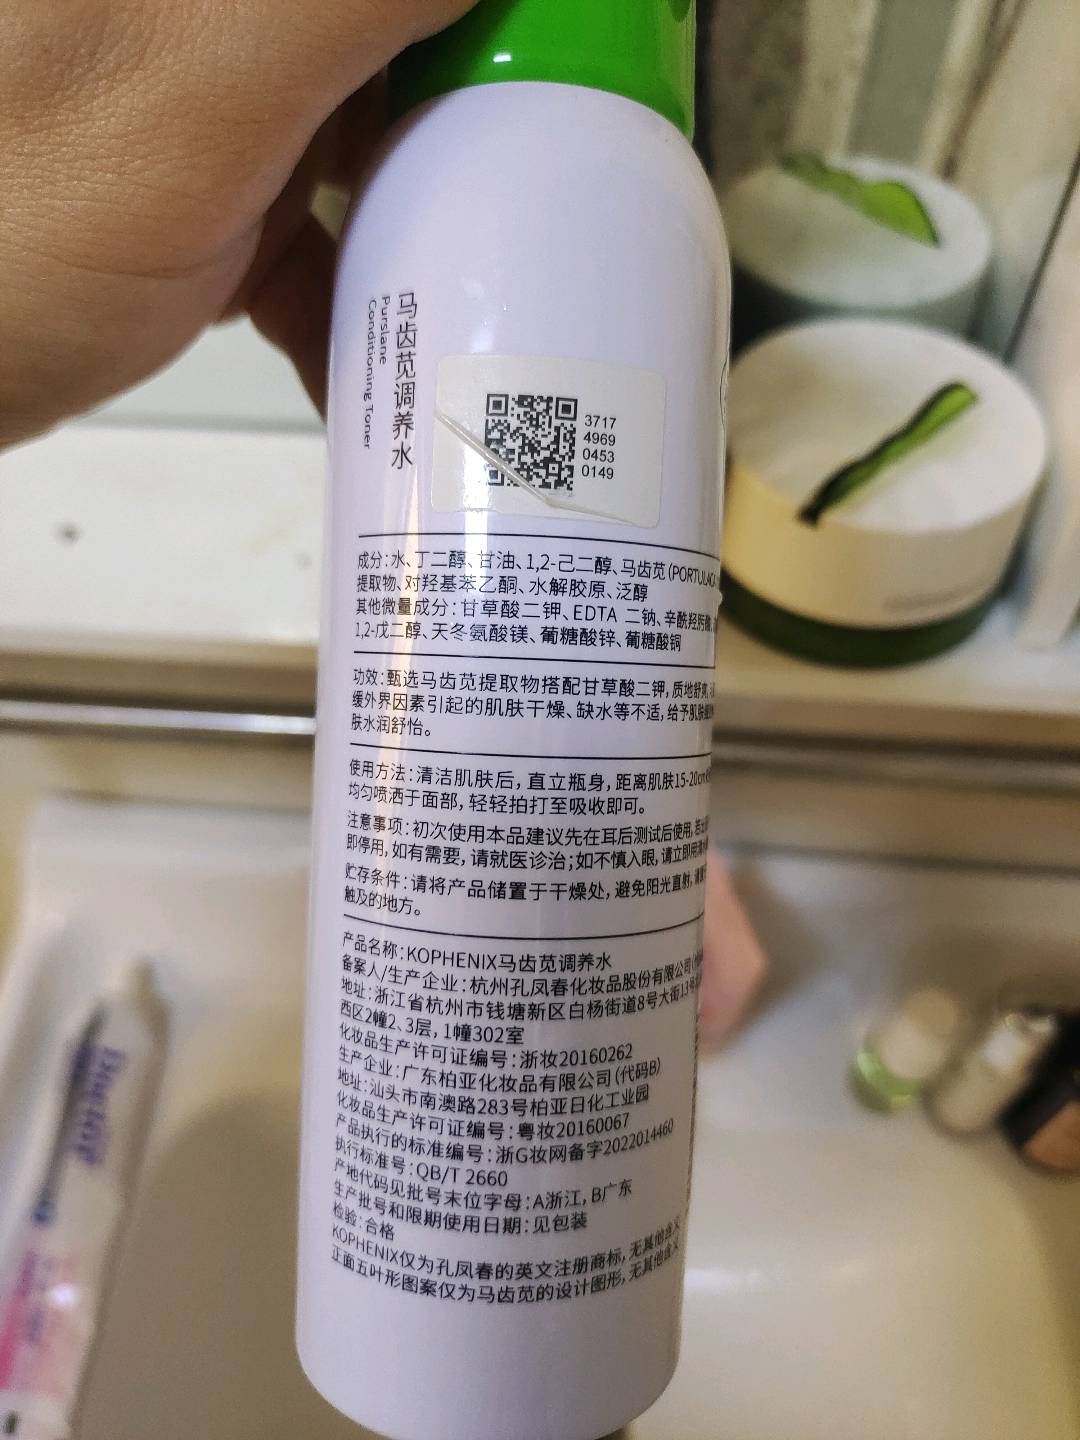 马齿苋调养水
Purslane
Conditioning Toner
3717
4969
0453
0149
成分：水、丁二醇、甘油、1,2-己二醇、马齿苋（PORTULACA
提取物、对羟基苯乙酮、水解胶原、泛醇
其他微量成分：甘草酸二钾、EDTA 二钠、辛酰羟肟酸、
1,2-戊二醇、天冬氨酸镁、葡糖酸锌、葡糖酸铜
功效：甄选马齿苋提取物搭配甘草酸二钾，质地舒爽，
缓外界因素引起的肌肤干燥、缺水等不适，给予肌肤
肤水润舒怡。
使用方法：清洁肌肤后，直立瓶身，距离肌肤15-20cm
均匀喷洒于面部，轻轻拍打至吸收即可。
注意事项：初次使用本品建议先在耳后测试后使用，若出
即停用，如有需要，请就医诊治；如不慎入眼，请立即用清
贮存条件：请将产品储置于干燥处，避免阳光直射，请置
触及的地方。
产品名称：KOPHENIX马齿苋调养水
备案人/生产企业：杭州孔凤春化妆品股份有限公司
地址：浙江省杭州市钱塘新区白杨街道8号大街13号
西区2幢2、3层，1幢302室
化妆品生产许可证编号：浙妆20160262
生产企业：广东柏亚化妆品有限公司（代码B）
地址：汕头市南澳路283号柏亚日化工业园
化妆品生产许可证编号：粤妆20160067
产品执行的标准编号：浙G妆网备字2022014460
执行标准号：QB/T 2660
产地代码见批号末位字母：A浙江，B广东
生产批号和限期使用日期：见包装
检验：合格
KOPHENIX仅为孔凤春的英文注册商标，无其他含义
正面五叶形图案仅为马齿苋的设计图形，无其他含义